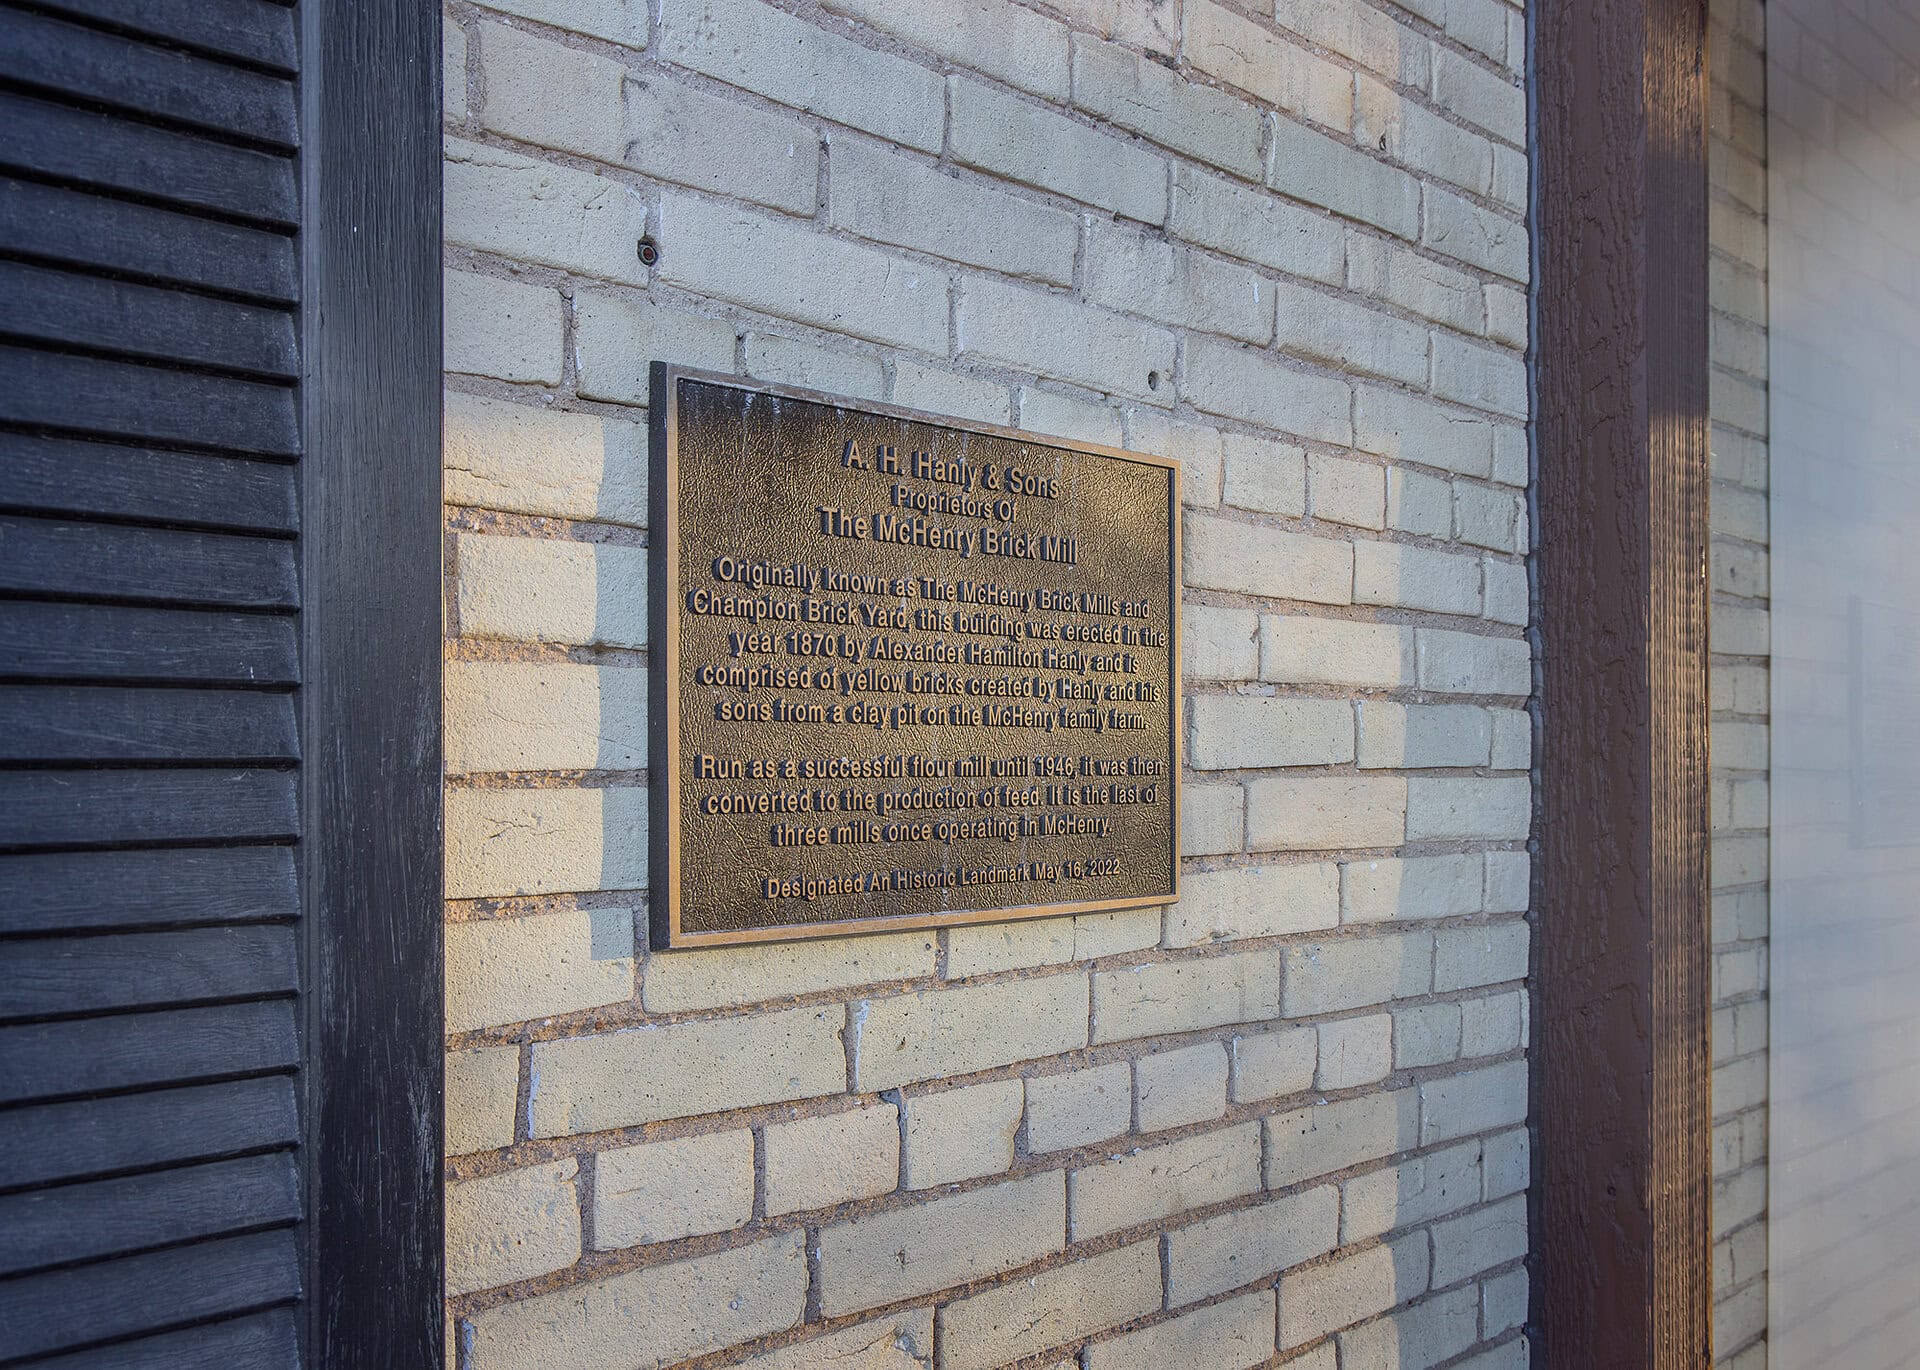 A. H. Hanly & Sons
Proprietors Of
The McHenry Brick Mill
Originally known as The McHenry Brick Mills and
Champion Brick Yard, this building was erected in the
year 1870 by Alexander Hamilton Hanly and is
comprised of yellow bricks created by Hanly and his
sons from a clay pit on the McHenry family farm.
Run as a successful flour mill until 1946, it was then
converted to the production of feed. It is the last of
three mills once operating in McHenry.
Designated An Historic Landmark May 16, 2022